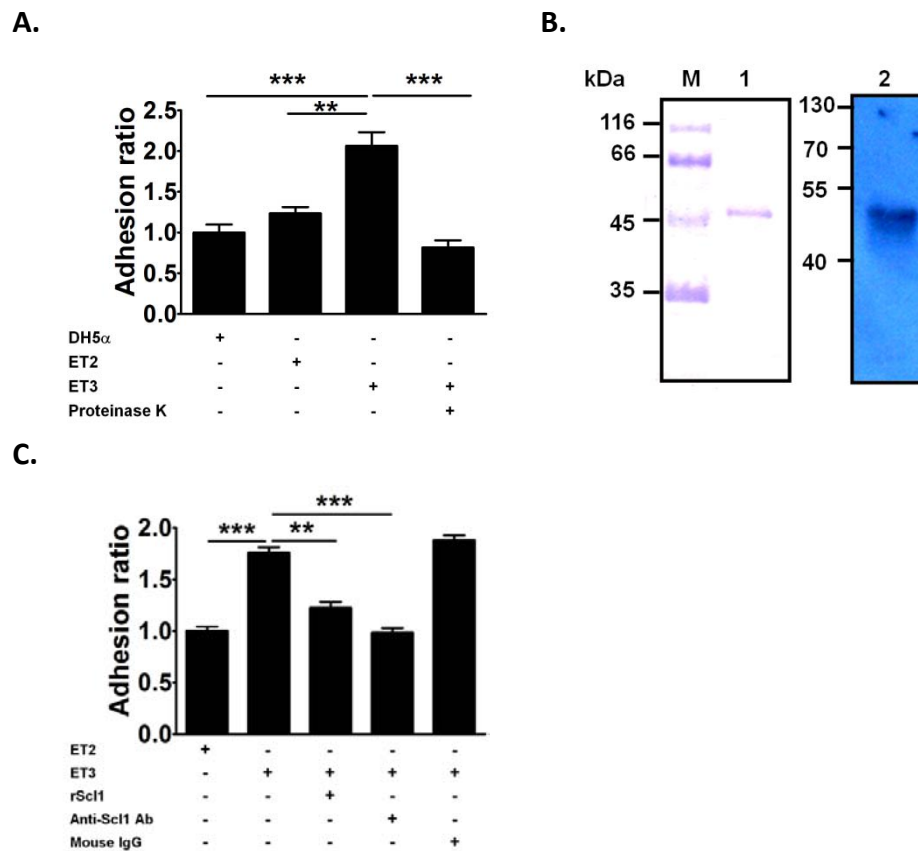 A.
*** ***
**
Adhesion ratio
2.5
2.0
1.5
1.0
0.5
0.0
DH5α + - - -
ET2 - + - -
ET3 - - + +
Proteinase K - - - +
B.
kDa M 1 2
116
66
45
35
130
70
55
40
C.
***
*** **
Adhesion ratio
2.0
1.5
1.0
0.5
0.0
ET2 + - - - -
ET3 - + + + +
rScl1 - - + - -
Anti-Scl1 Ab - - - + -
Mouse IgG - - - - +